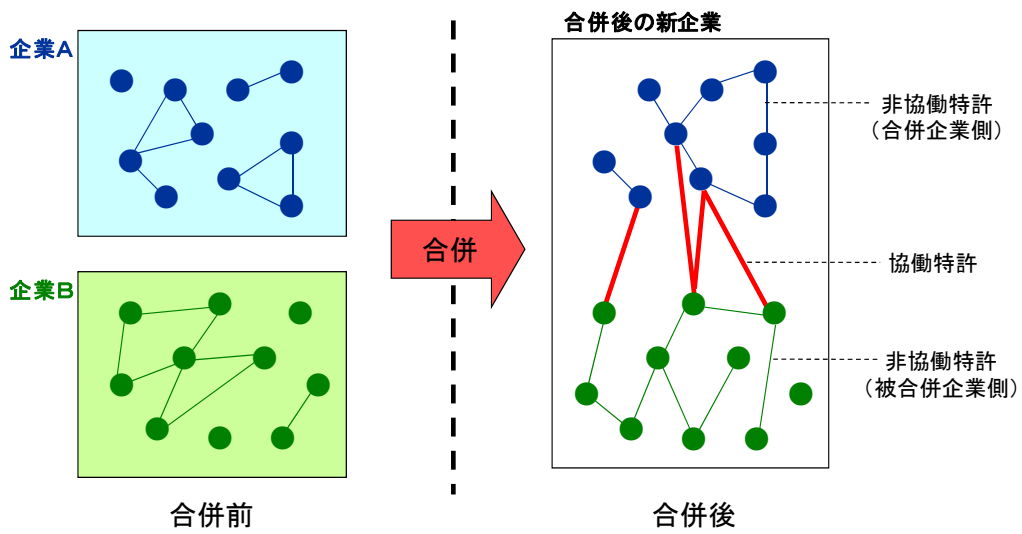 企業A
企業B
合併前
合併
合併後の新企業
非協働特許
（合併企業側）
協働特許
非協働特許
（被合併企業側）
合併後